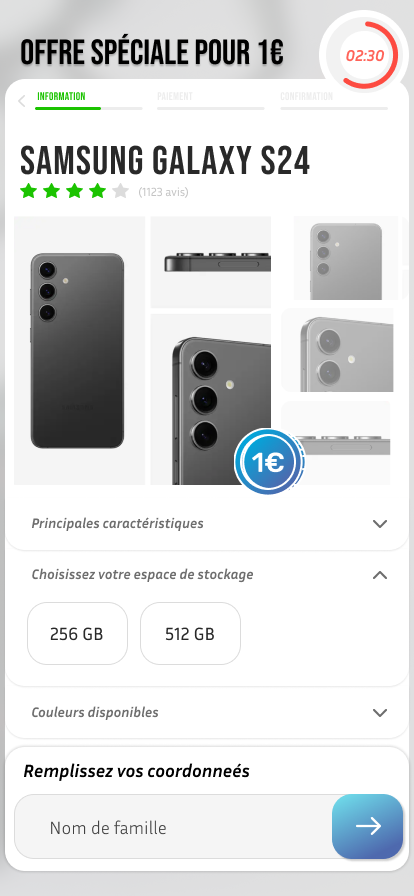 OFFRE SPÉCIALE POUR 1€
02:30
INFORMATION
PAIEMENT
CONFIRMATION
SAMSUNG GALAXY S24
(1123 avis)
1€
Principales caractéristiques
Choisissez votre espace de stockage
256 GB
512 GB
Couleurs disponibles
Remplissez vos coordonneés
Nom de famille